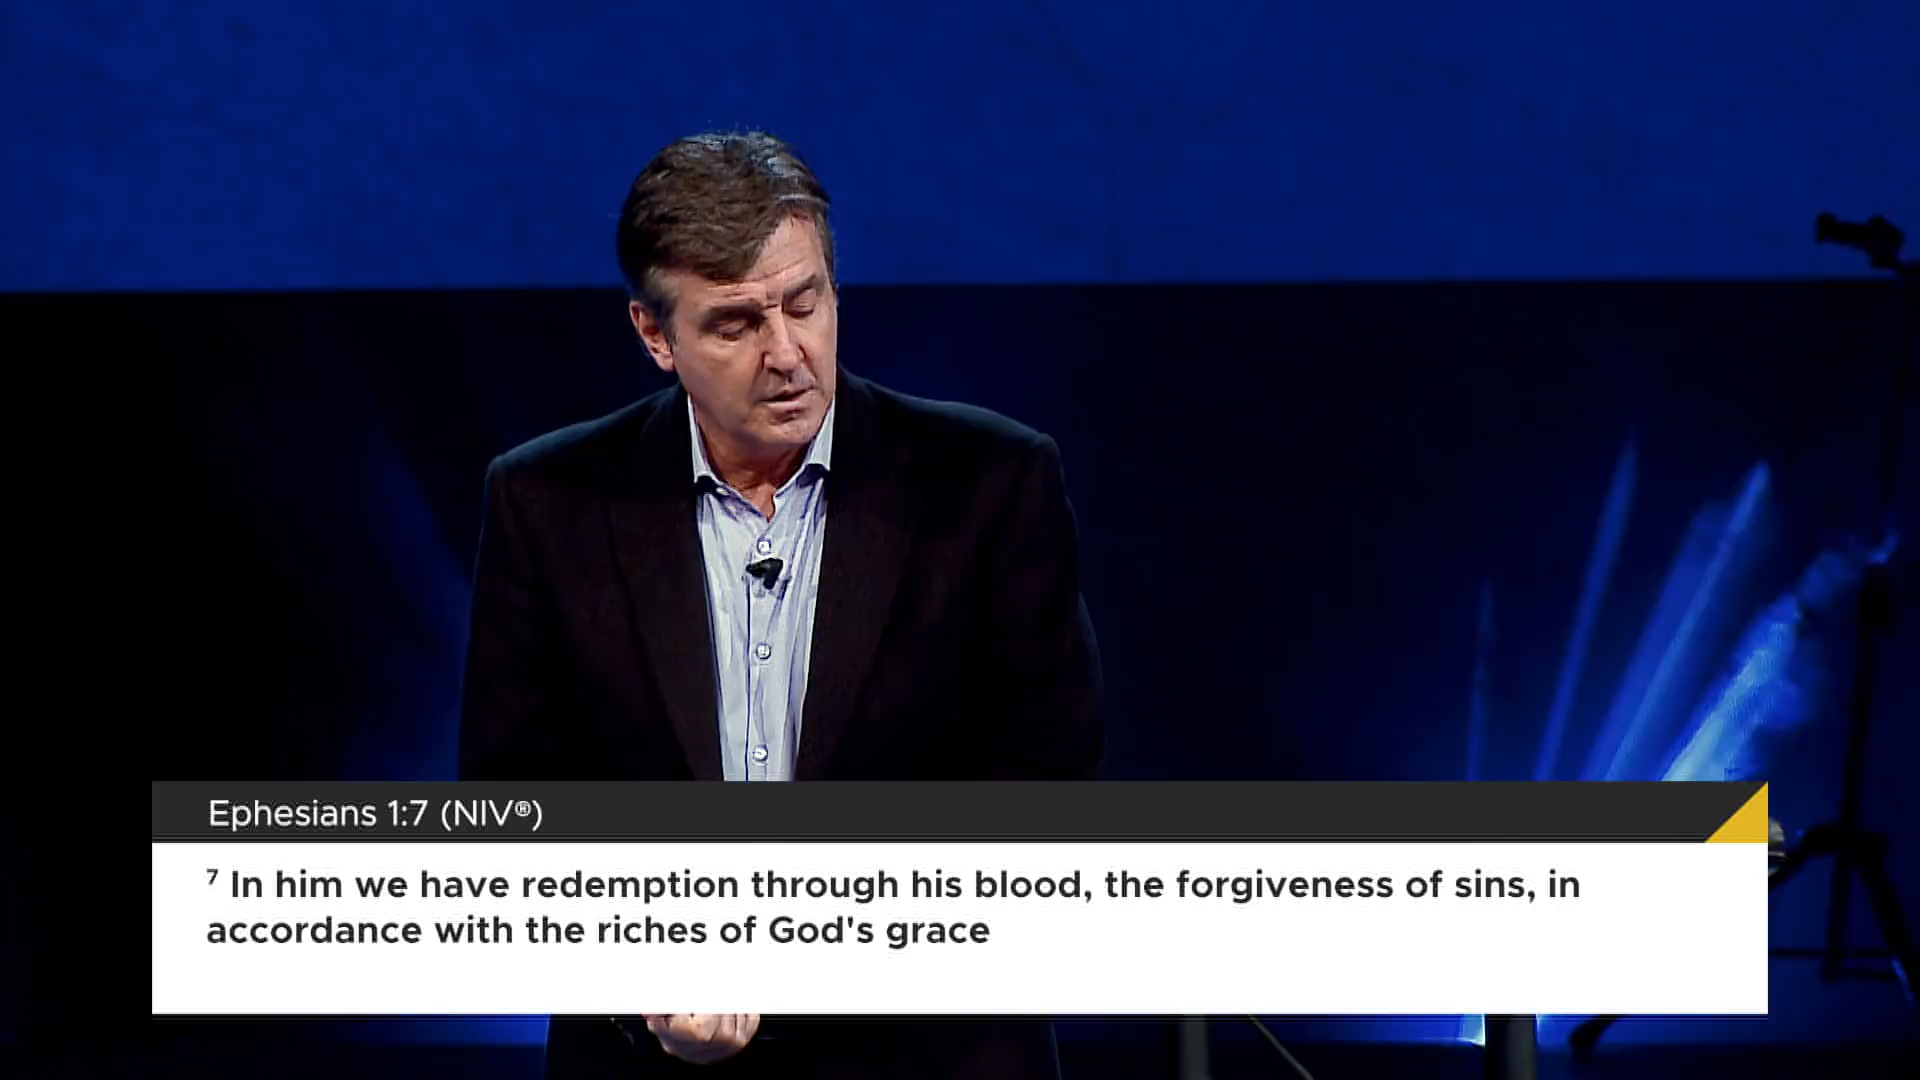 Ephesians 1:7 (NIV®)
⁷ In him we have redemption through his blood, the forgiveness of sins, in
accordance with the riches of God's grace